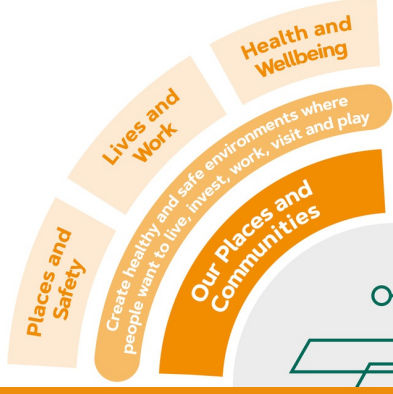 Health and
Wellbeing
Lives and
Work
Places and
Safety
Create healthy and safe environments where
people want to live, invest, work, visit and play
Our Places and
Communities